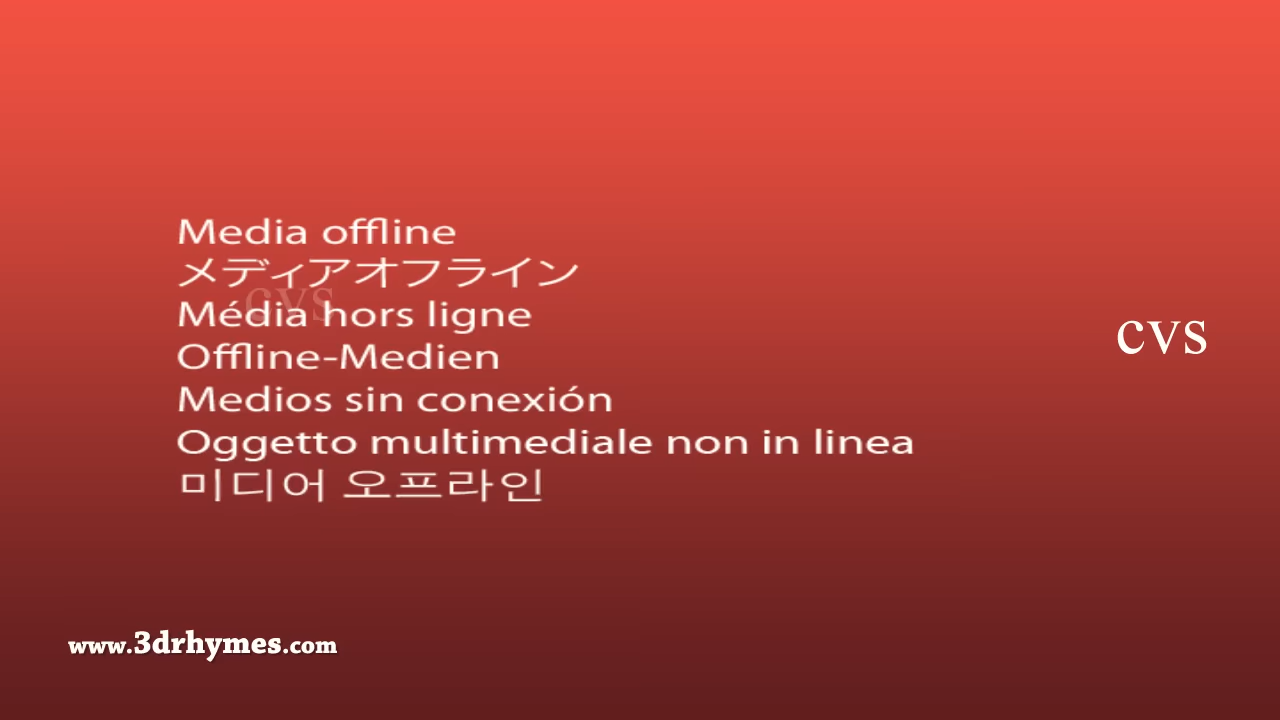 Media offline
メディアオフライン
cvs
Média hors ligne
cvs
Offline-Medien
Medios sin conexión
Oggetto multimediale non in linea
미디어 오프라인
www.3drhymes.com